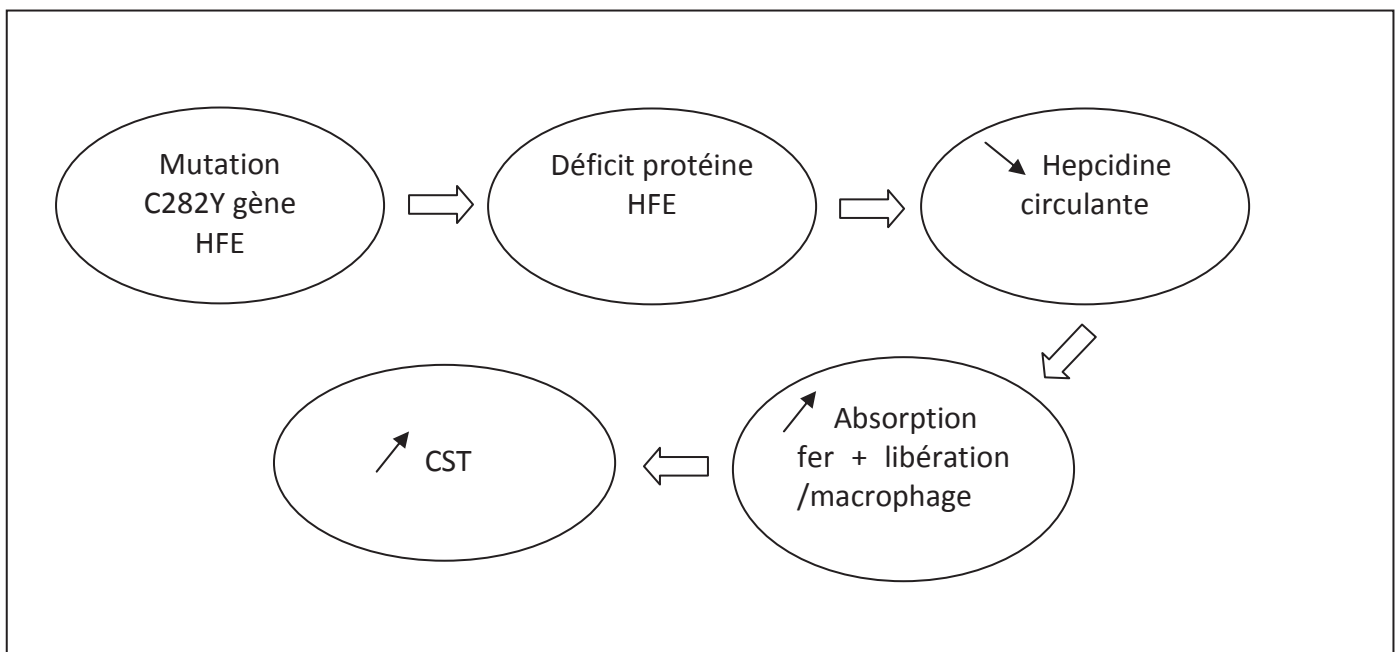 Mutation
C282Y gène
HFE
Déficit protéine
HFE
Hepcidine
circulante
Absorption
fer + libération
/macrophage
CST